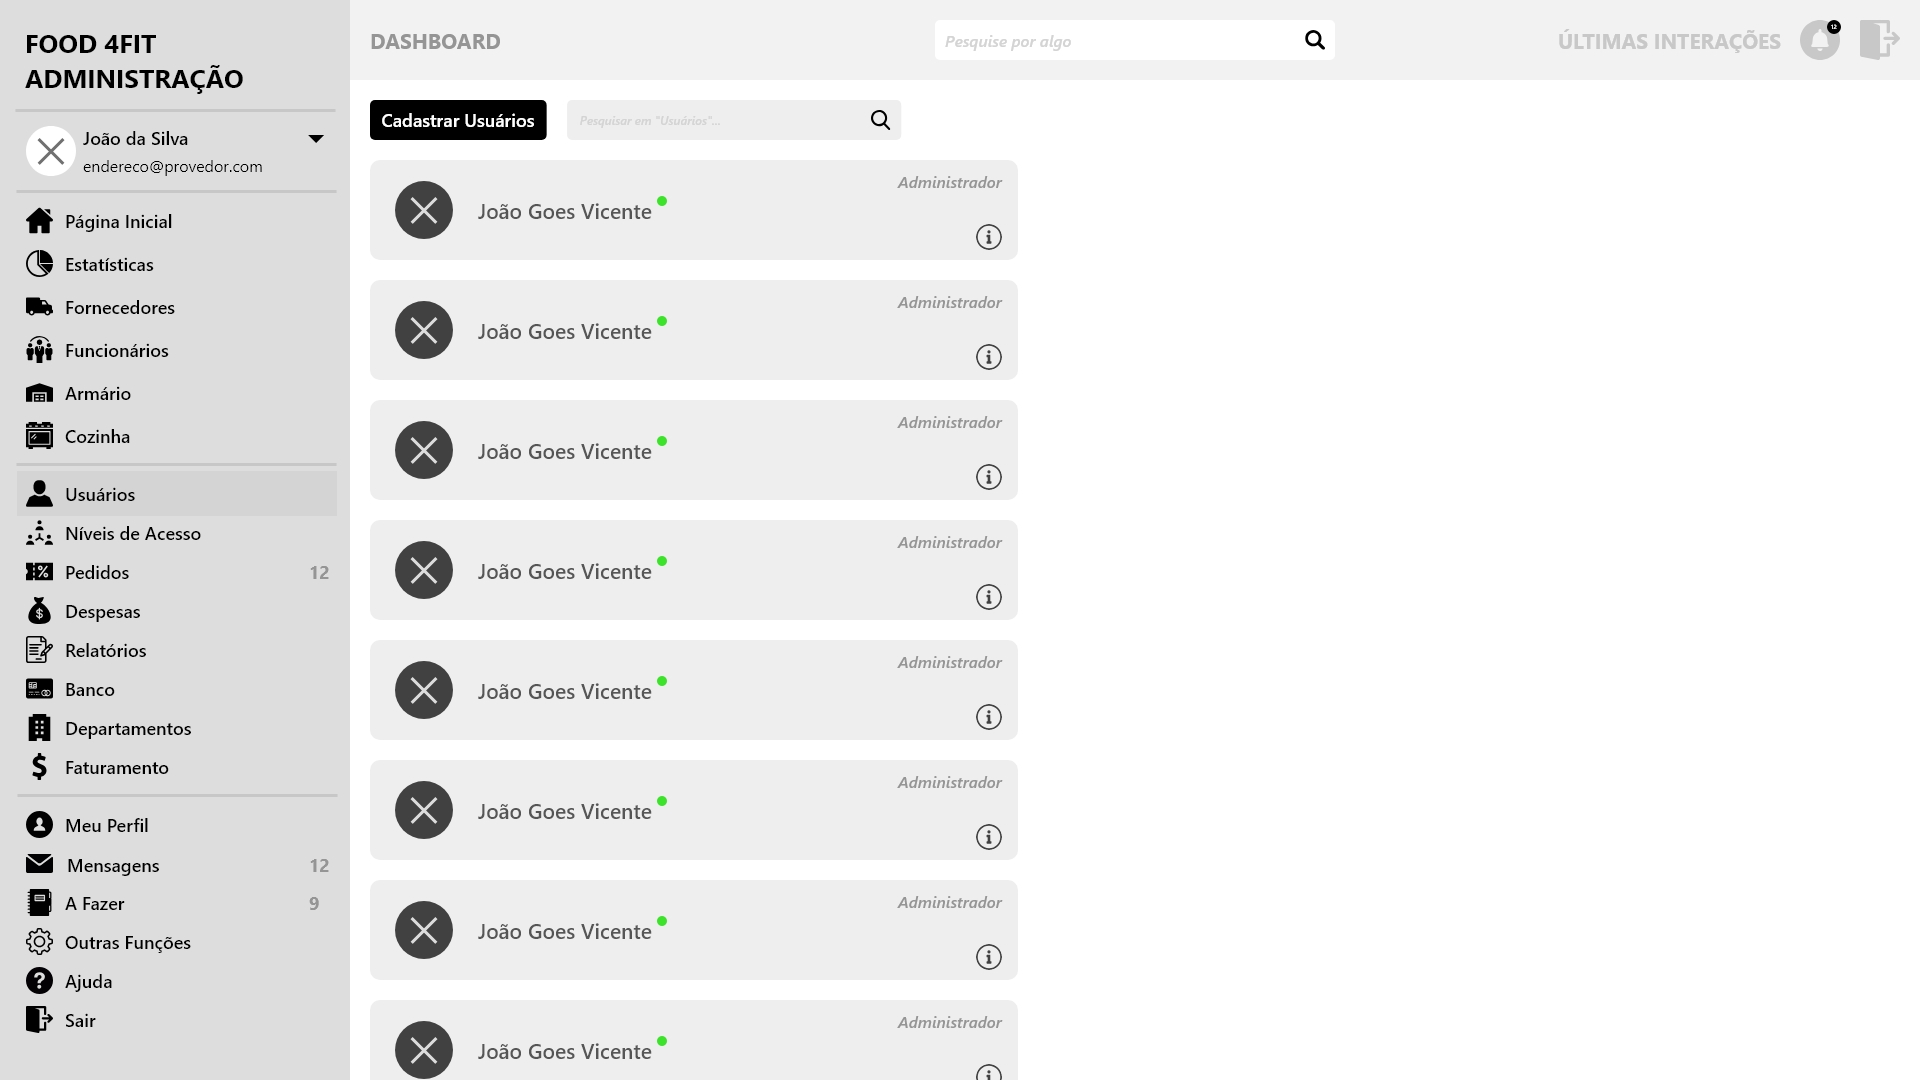 FOOD 4FIT
ADMINISTRAÇÃO
João da Silva
endereco@provedor.com
Página Inicial
Estatísticas
Fornecedores
Funcionários
Armário
Cozinha
Usuários
Níveis de Acesso
Pedidos 12
Despesas
Relatórios
Banco
Departamentos
Faturamento
Meu Perfil
Mensagens 12
A Fazer 9
Outras Funções
Ajuda
Sair
DASHBOARD
Pesquise por algo
ÚLTIMAS INTERAÇÕES
12
Cadastrar Usuários
Pesquisar em "Usuários"...
Administrador
João Goes Vicente
Administrador
João Goes Vicente
Administrador
João Goes Vicente
Administrador
João Goes Vicente
Administrador
João Goes Vicente
Administrador
João Goes Vicente
Administrador
João Goes Vicente
Administrador
João Goes Vicente